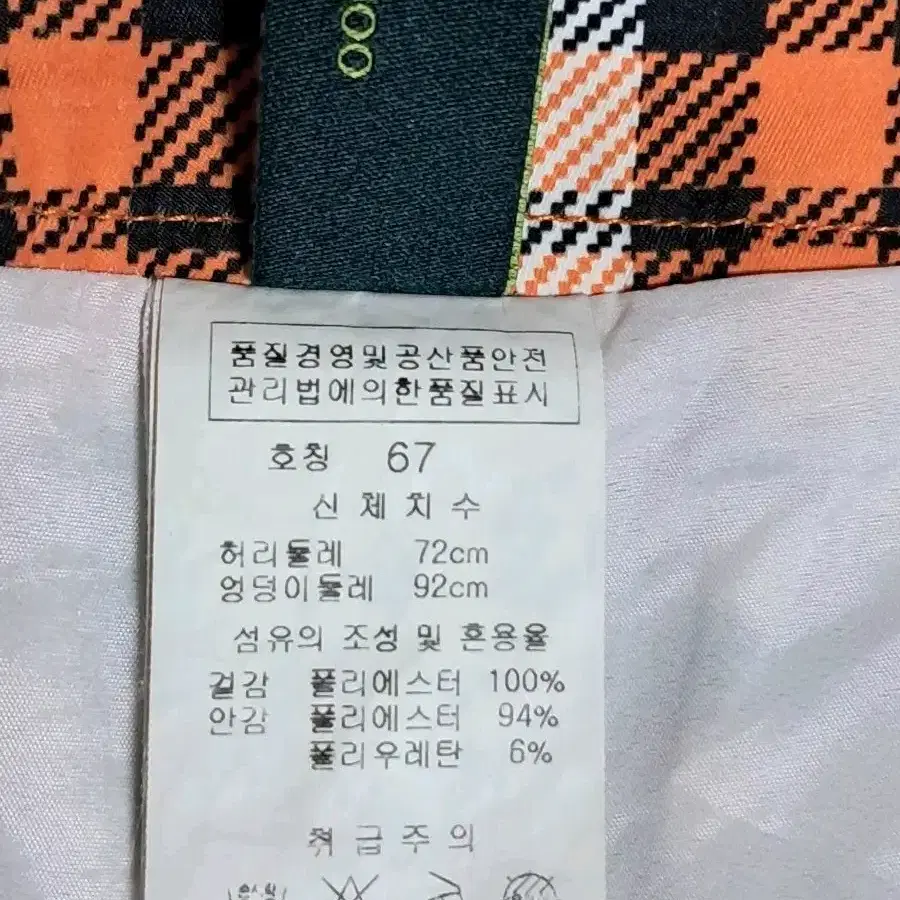 품질경영및공산품안전
관리법에의한품질표시
호칭 67
신체치수
허리둘레 72cm
엉덩이둘레 92cm
섬유의 조성 및 혼용율
겉감 폴리에스터 100%
안감 폴리에스터 94%
폴리우레탄 6%
취급주의